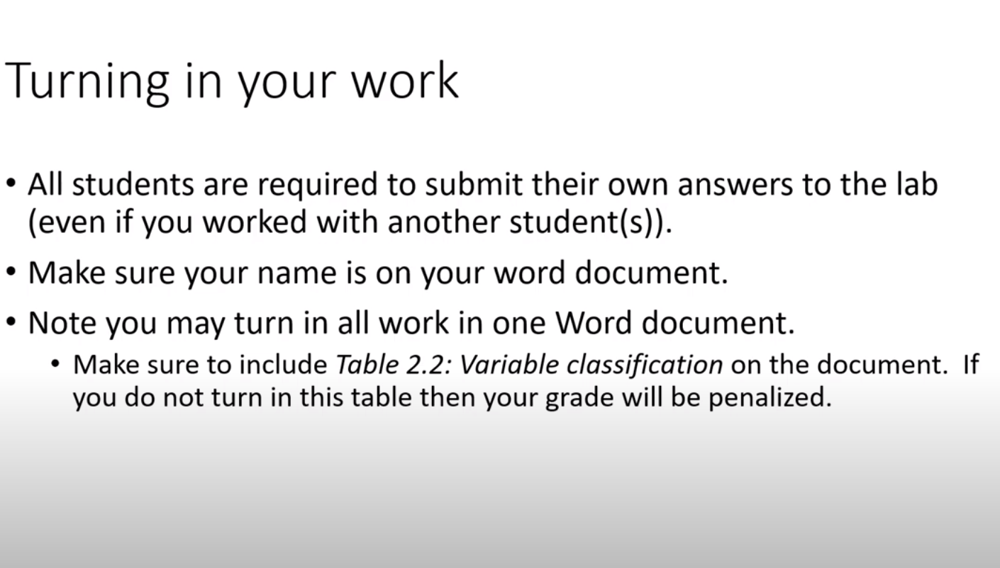 Turning in your work
• All students are required to submit their own answers to the lab
(even if you worked with another student(s)).
• Make sure your name is on your word document.
• Note you may turn in all work in one Word document.
• Make sure to include Table 2.2: Variable classification on the document.  If
you do not turn in this table then your grade will be penalized.